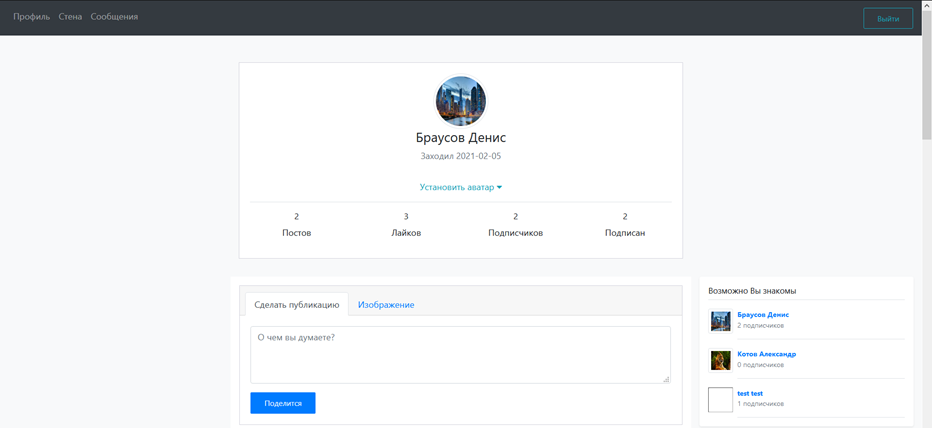 Профиль Стена Сообщения
Выйти
Браусов Денис
Заходил 2021-02-05
Установить аватар
2 3 2 2
Постов Лайков Подписчиков Подписан
Сделать публикацию Изображение
О чем вы думаете?
Поделится
Возможно Вы знакомы
Браусов Денис
2 подписчиков
Котов Александр
0 подписчиков
test test
1 подписчиков